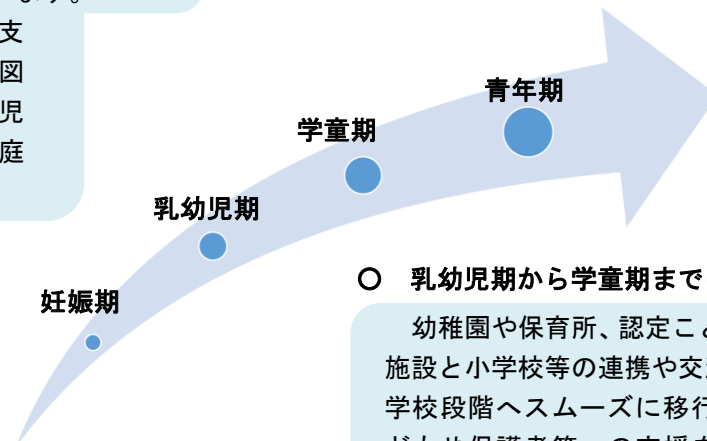 ます。
支
図
児
庭
青年期
学童期
乳幼児期
妊娠期
○　乳幼児期から学童期まで
幼稚園や保育所、認定こと
施設と小学校等の連携や交
学校段階へスムーズに移行